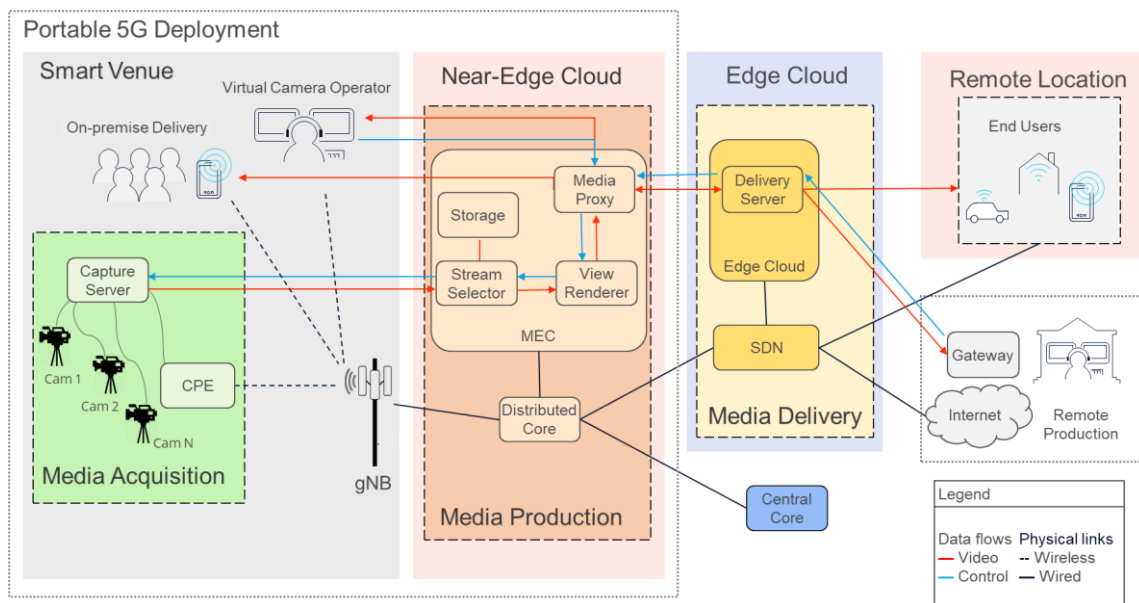 Portable 5G Deployment
Smart Venue
Near-Edge Cloud
Edge Cloud
Remote Location
Virtual Camera Operator
On-premise Delivery
End Users
Media
Proxy
Delivery
Server
Storage
Capture
Server
Stream
Selector
View
Renderer
Edge Cloud
MEC
SDN
Gateway
Cam 1
Cam 2
Cam N
CPE
Distributed
Core
Media Delivery
Internet
Remote
Production
Media Acquisition
gNB
Media Production
Central
Core
Legend
Data flows
Physical links
Video
Wireless
Control
Wired